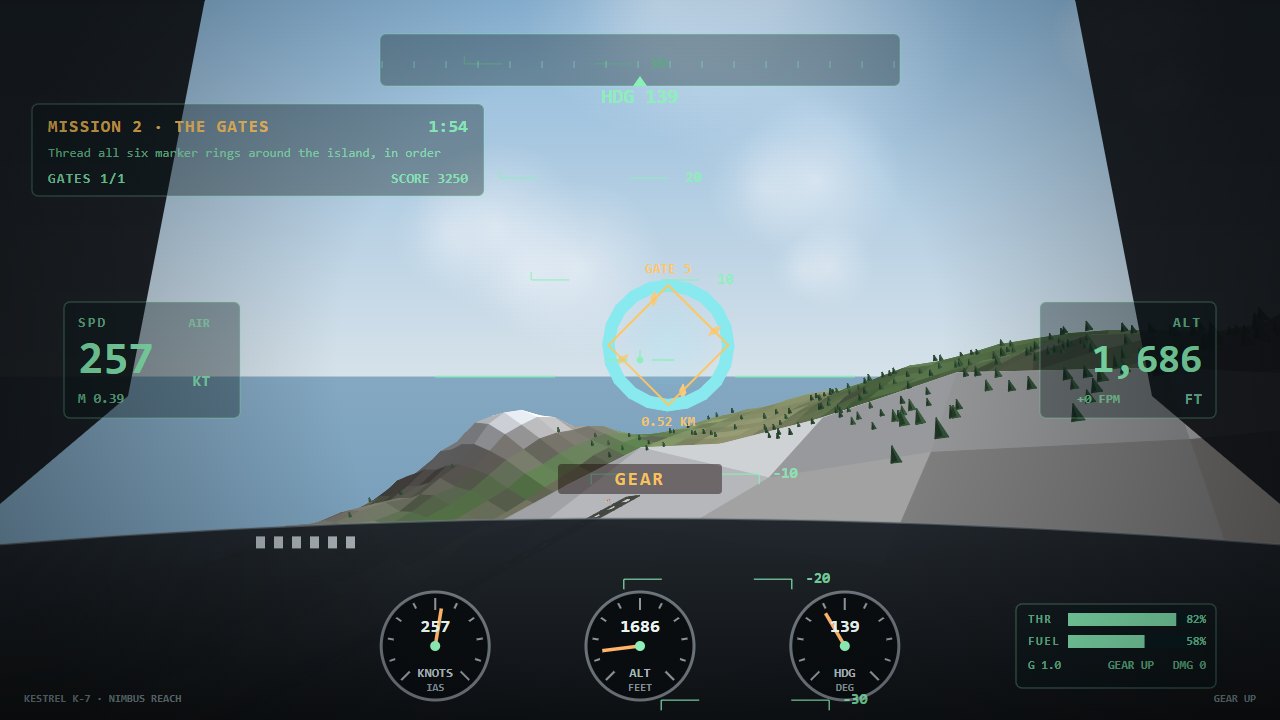 HDG 139
MISSION 2 · THE GATES 1:54
Thread all six marker rings around the island, in order
GATES 1/1 SCORE 3250
20
GATE 5
10
SPD AIR
257 KT
M 0.39
ALT
1,686
+0 FPM FT
0.52 KM
GEAR
-10
-20
257
KNOTS
IAS
1686
ALT
FEET
139
HDG
DEG
-30
THR 82%
FUEL 58%
G 1.0 GEAR UP DMG 0
KESTREL K-7 · NIMBUS REACH
GEAR UP